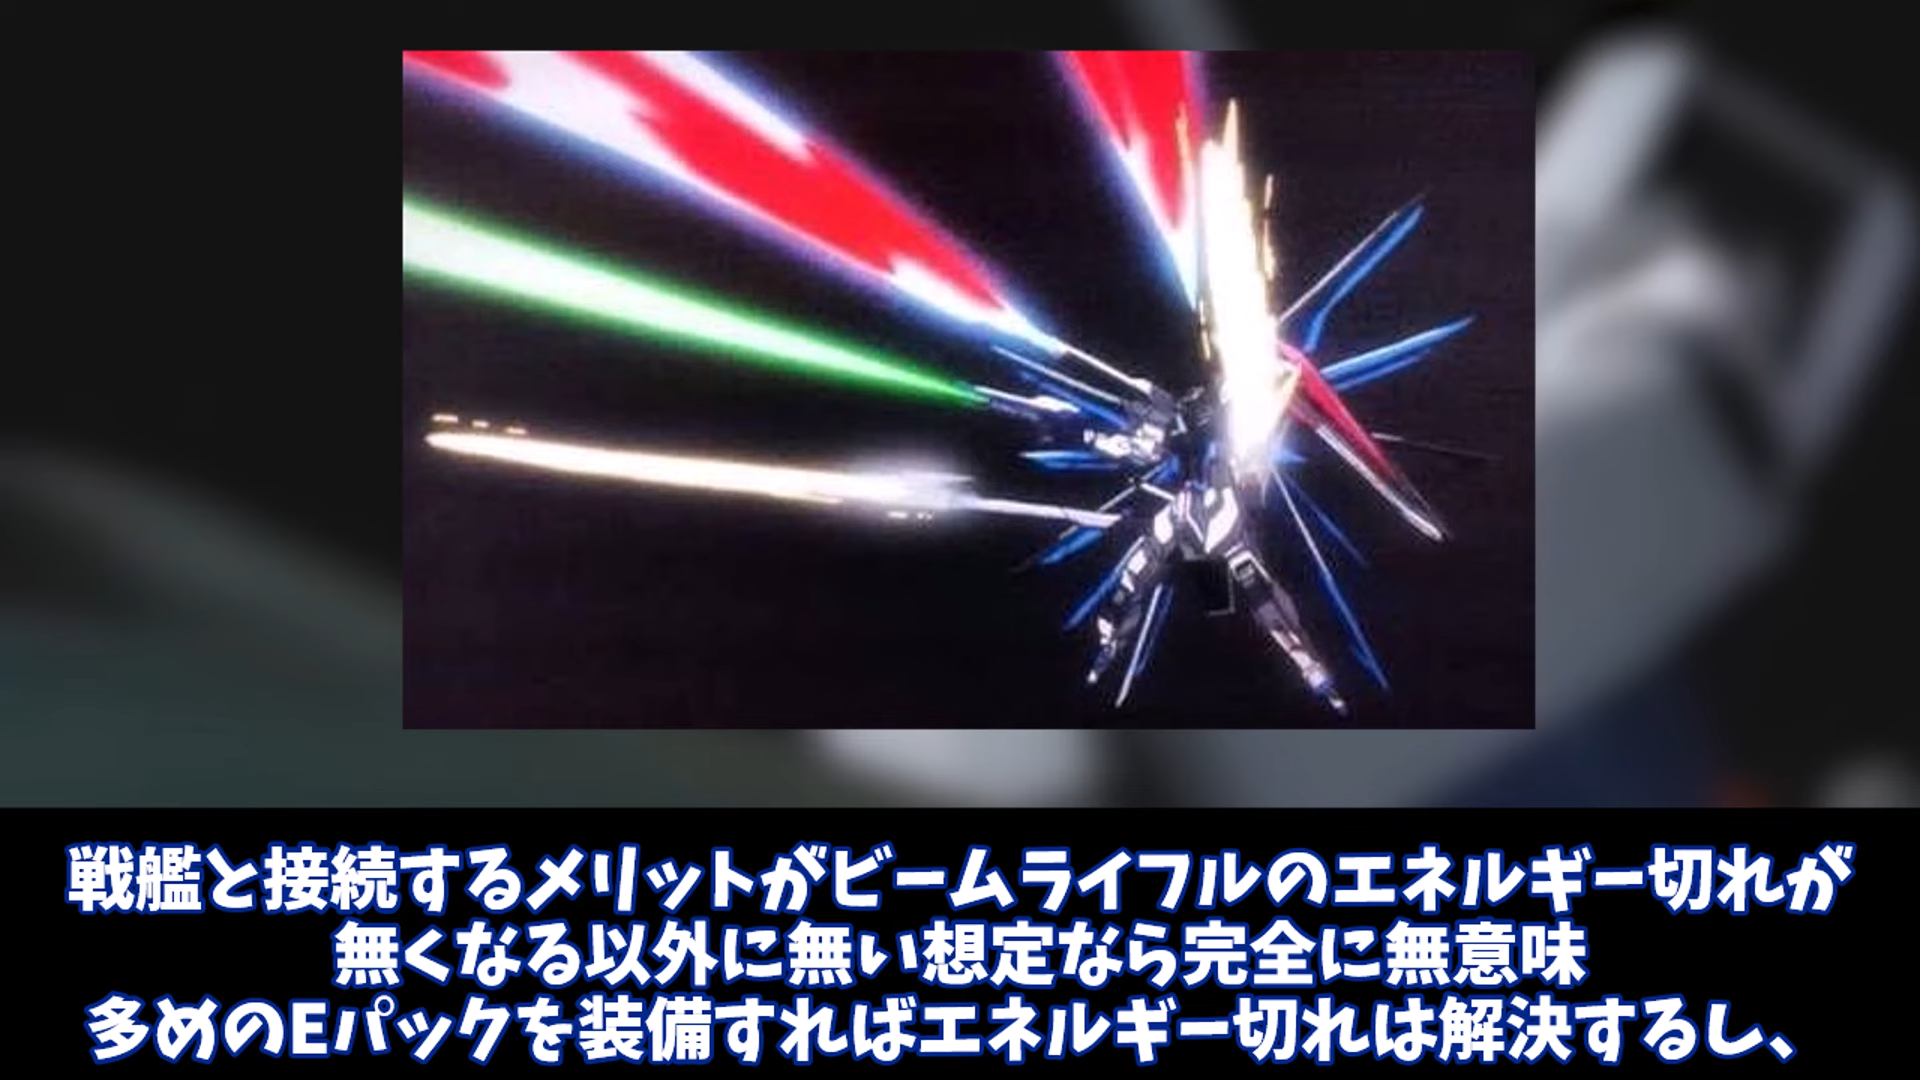 戦艦と接続するメリットがビームライフルのエネルギー切れが
無くなる以外に無い想定なら完全に無意味
多めのEパックを装備すればエネルギー切れは解決するし、